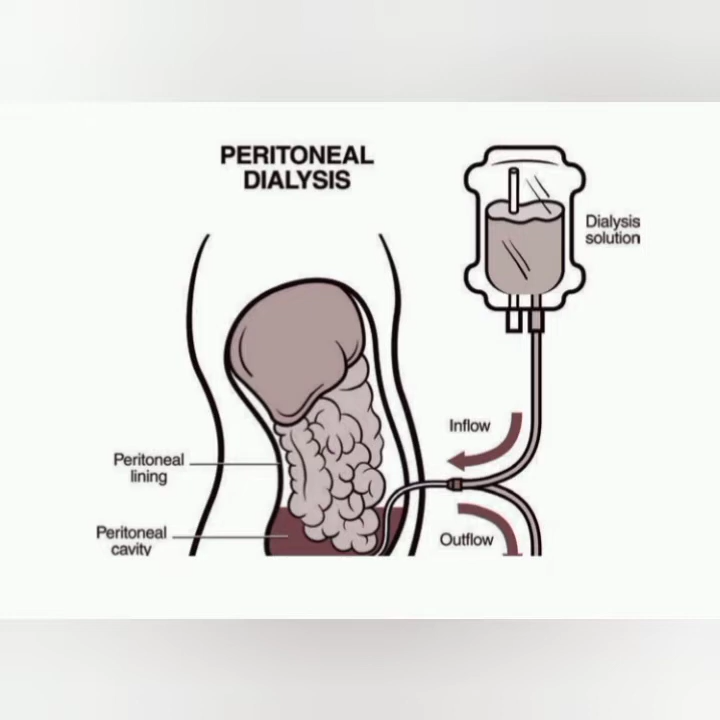 PERITONEAL
DIALYSIS
Dialysis
solution
Inflow
Peritoneal
lining
Peritoneal
cavity
Outflow